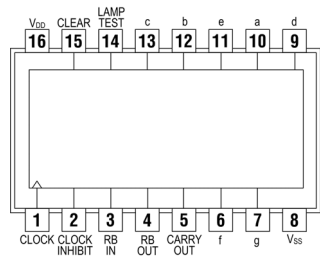 LAMP
VDD CLEAR TEST c b e a d
16 15 14 13 12 11 10 9
1 2 3 4 5 6 7 8
CLOCK CLOCK RB RB CARRY f g VSS
INHIBIT IN OUT OUT